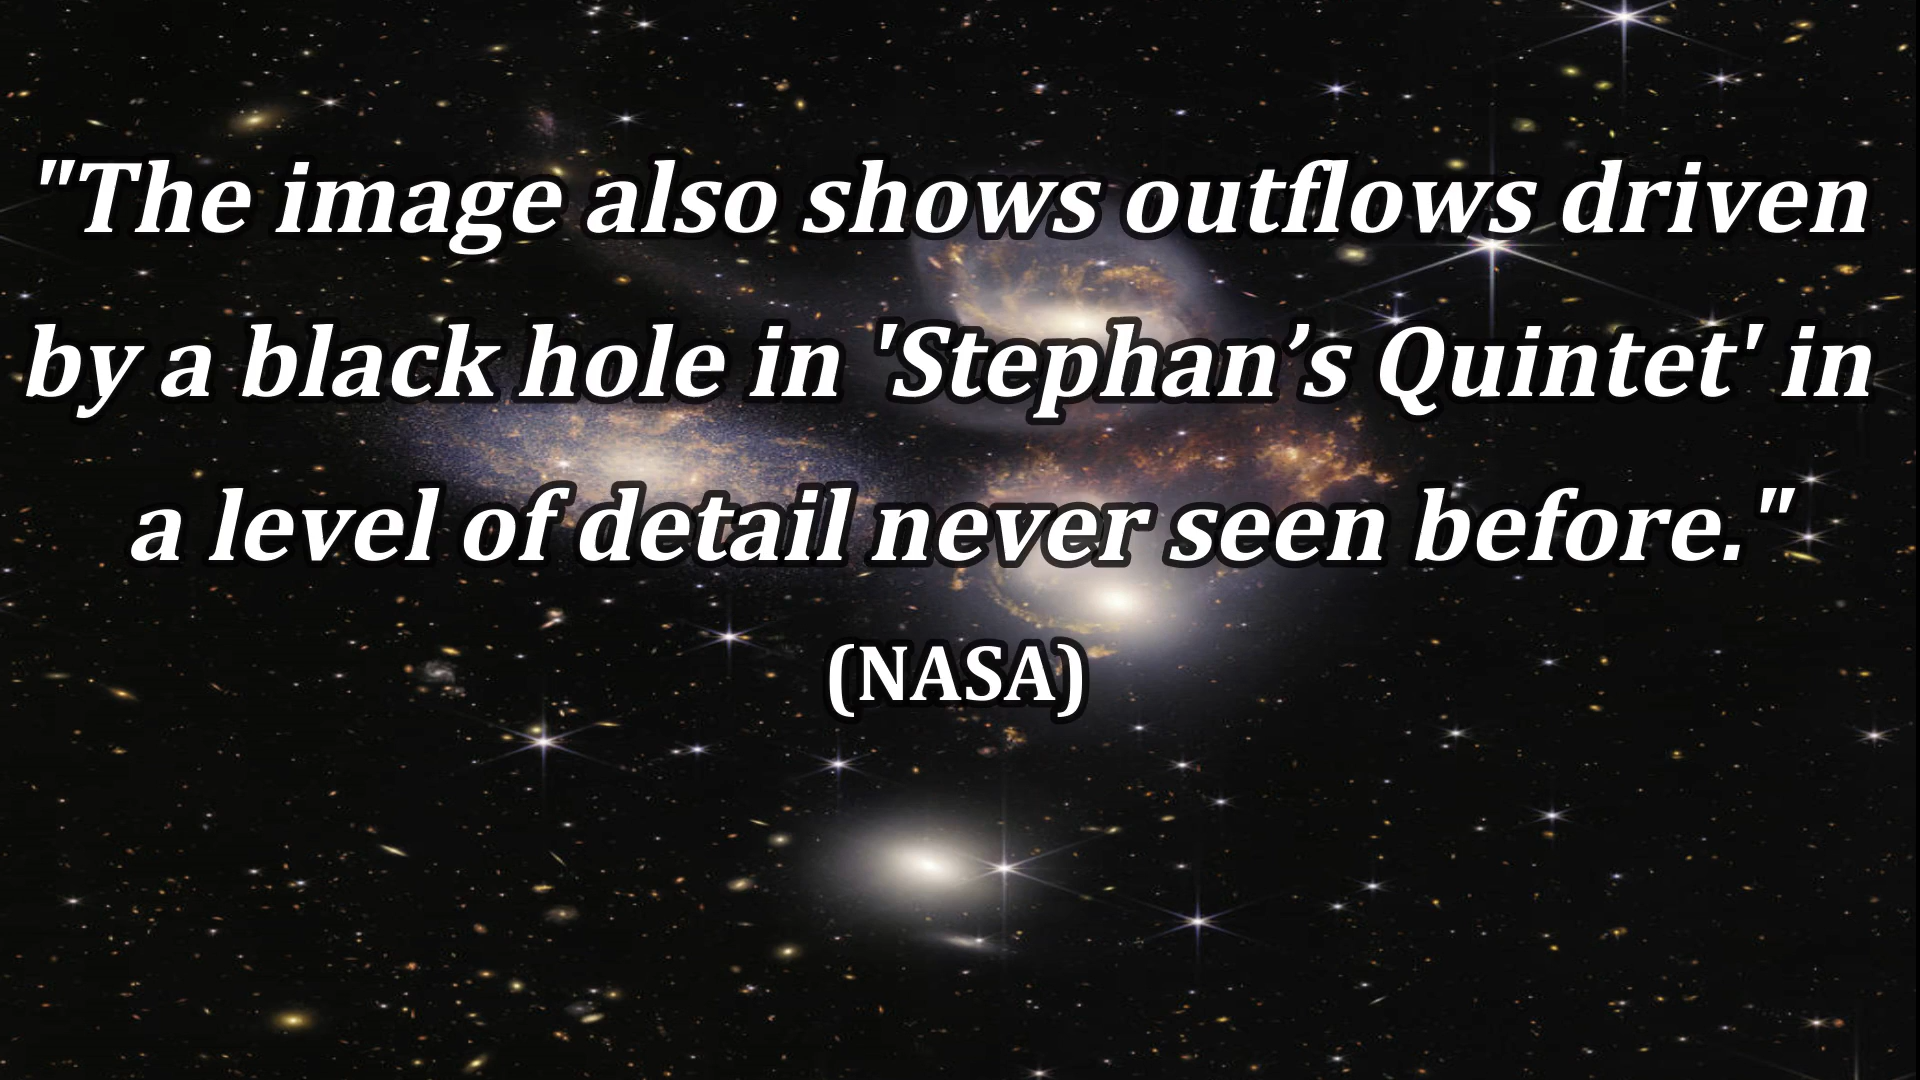 "The image also shows outflows driven
by a black hole in 'Stephan’s Quintet' in
a level of detail never seen before."
(NASA)